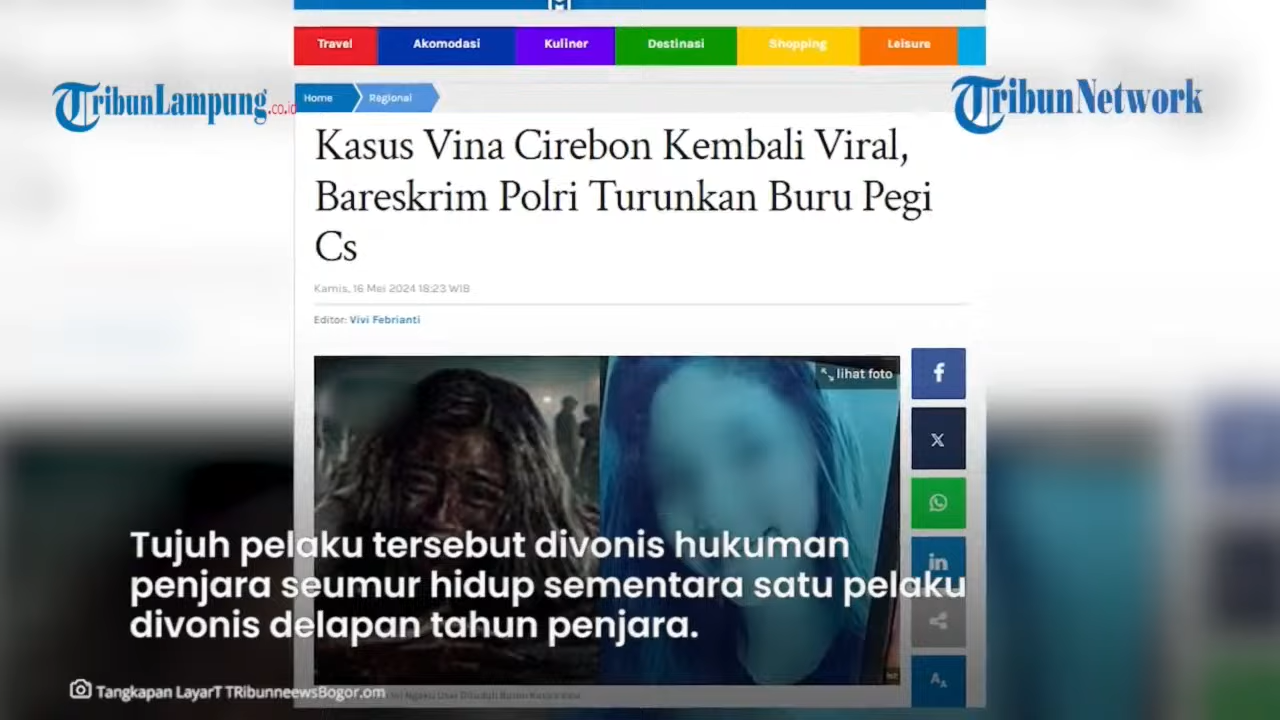 Travel
Akomodasi
Kuliner
Destinasi
Shopping
Leisure
TribunLampung.co.id
TribunNetwork
Home
Regional
Kasus Vina Cirebon Kembali Viral,
Bareskrim Polri Turunkan Buru Pegi
Cs
Kamis, 16 Mei 2024 18:23 WIB
Editor: Vivi Febrianti
lihat foto
f
X
in
Tujuh pelaku tersebut divonis hukuman
penjara seumur hidup sementara satu pelaku
divonis delapan tahun penjara.
AA
Tangkapan LayarT TRibunneewsBogor.om